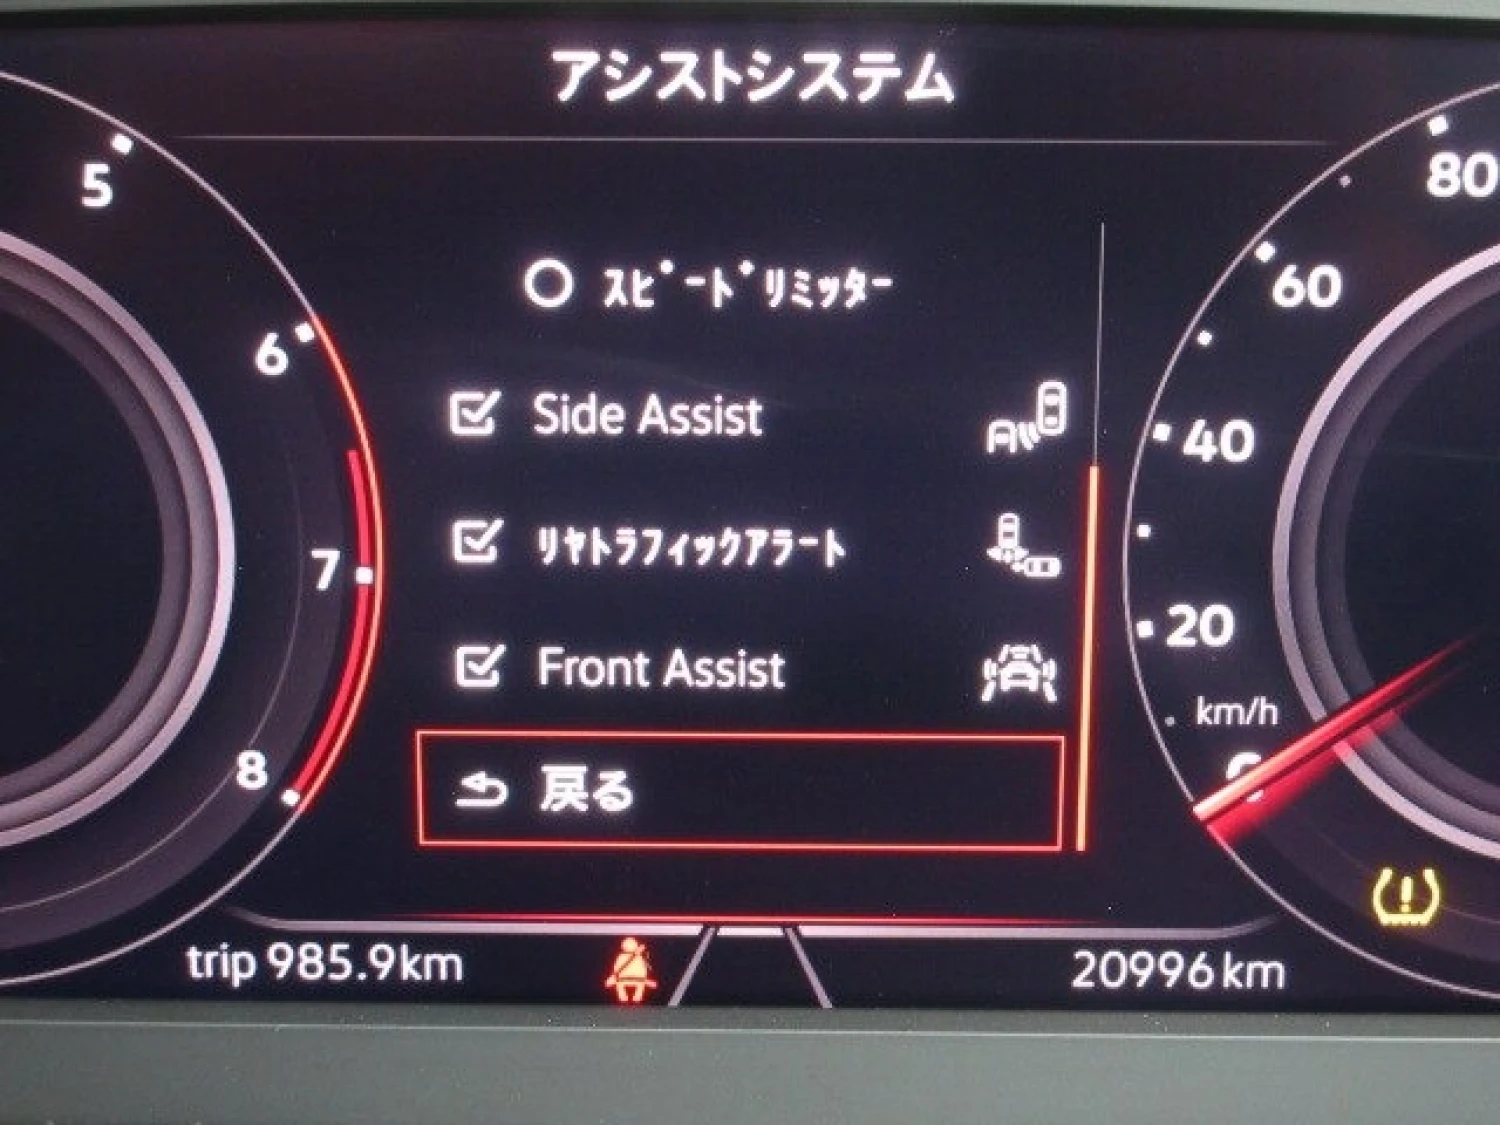 アシストシステム
5
80
スピードリミッター
60
6
Side Assist
40
リヤトラフィックアラート
7
20
Front Assist
km/h
8
戻る
trip 985.9km
20996km